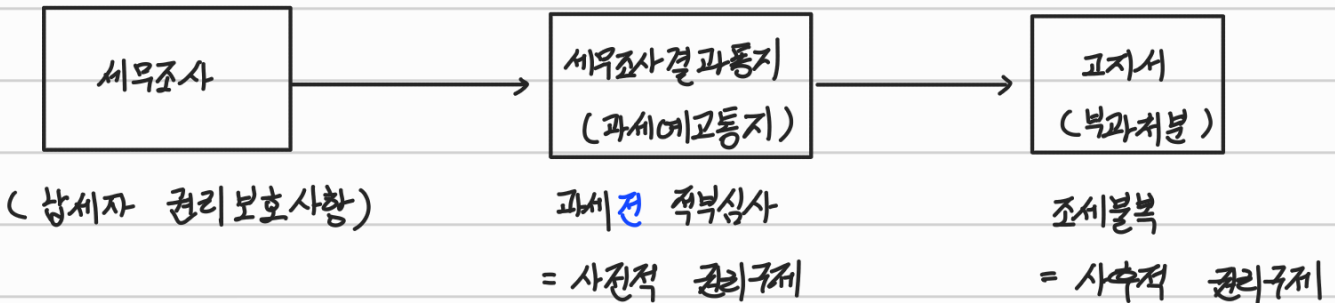 세무조사
세무조사결과통지
(과세예고통지)
고지서
(부과처분)
(납세자 권리보호사항)
과세전 적부심사
= 사전적 권리구제
조세불복
= 사후적 권리구제